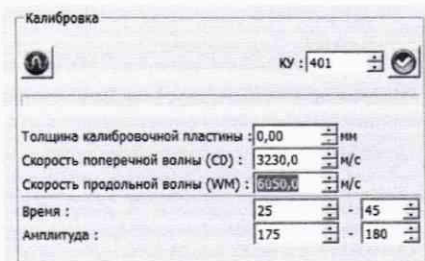 Калибровка
КУ : 401
Толщина калибровочной пластины : 0,00 мм
Скорость поперечной волны (CD) : 3230,0 м/с
Скорость продольной волны (WM) : 6050,0 м/с
Время : 25 - 45
Амплитуда : 175 - 180